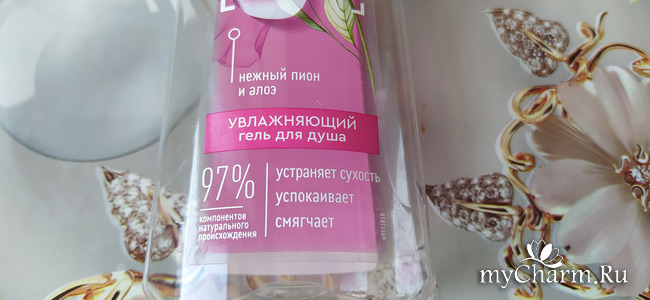 нежный пион
и алоэ
УВЛАЖНЯЮЩИЙ
гель для душа
97%
компонентов
натурального
происхождения
устраняет сухость
успокаивает
смягчает
myCharm.Ru